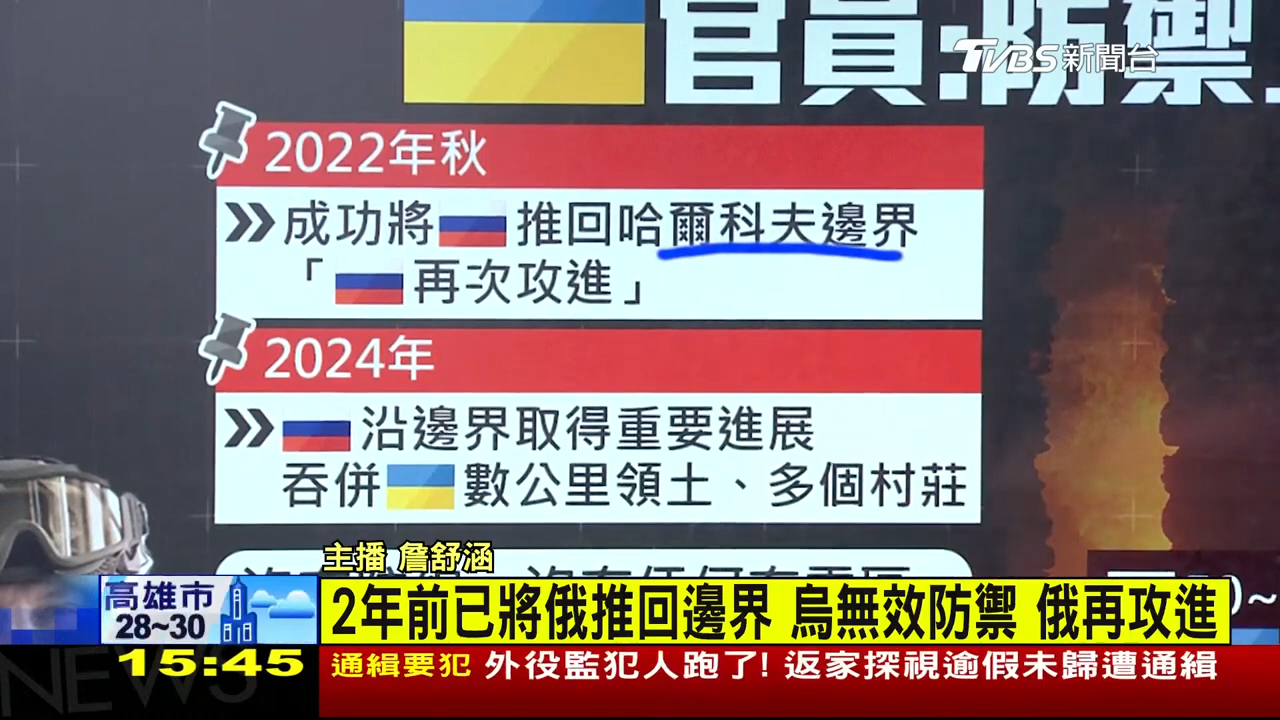 官員:防禦
TVBS新聞台
2022年秋
成功將推回哈爾科夫邊界
「再次攻進」
2024年
沿邊界取得重要進展
吞併數公里領土、多個村莊
主播 詹舒涵
高雄市
28~30
2年前已將俄推回邊界 烏無效防禦 俄再攻進
15:45
通緝要犯 外役監犯人跑了! 返家探視逾假未歸遭通緝
NEWS